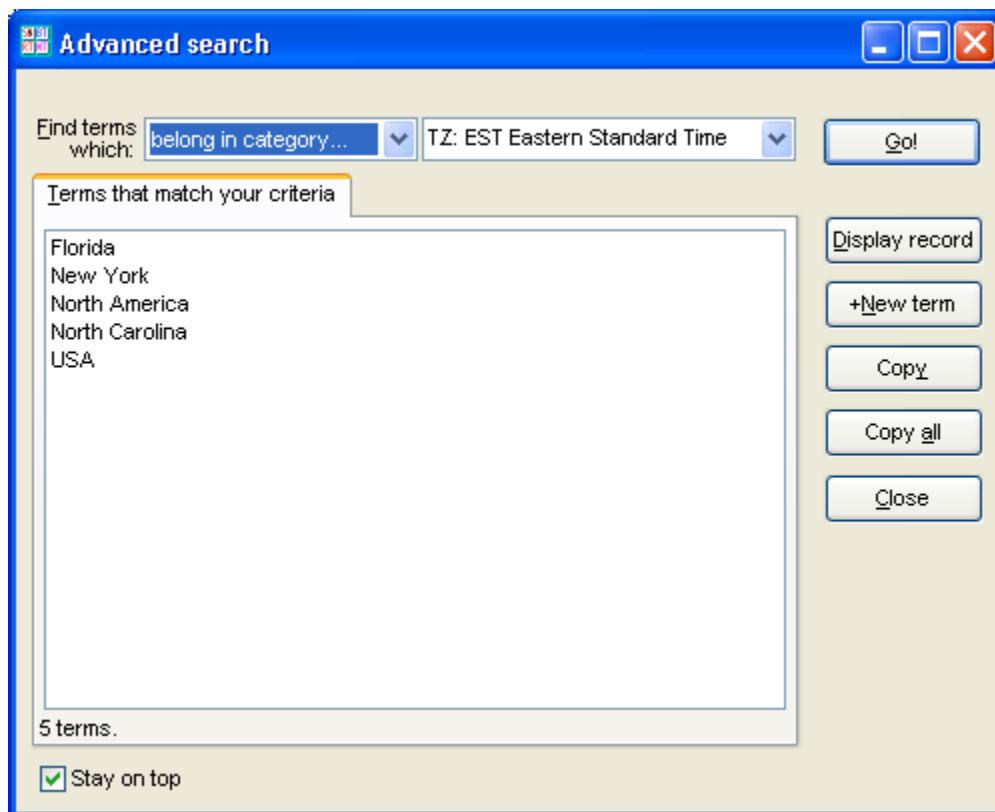 Advanced search
Find terms which:
belong in category...
TZ: EST Eastern Standard Time
Go!
Terms that match your criteria
Florida
New York
North America
North Carolina
USA
Display record
+New term
Copy
Copy all
Close
5 terms.
Stay on top